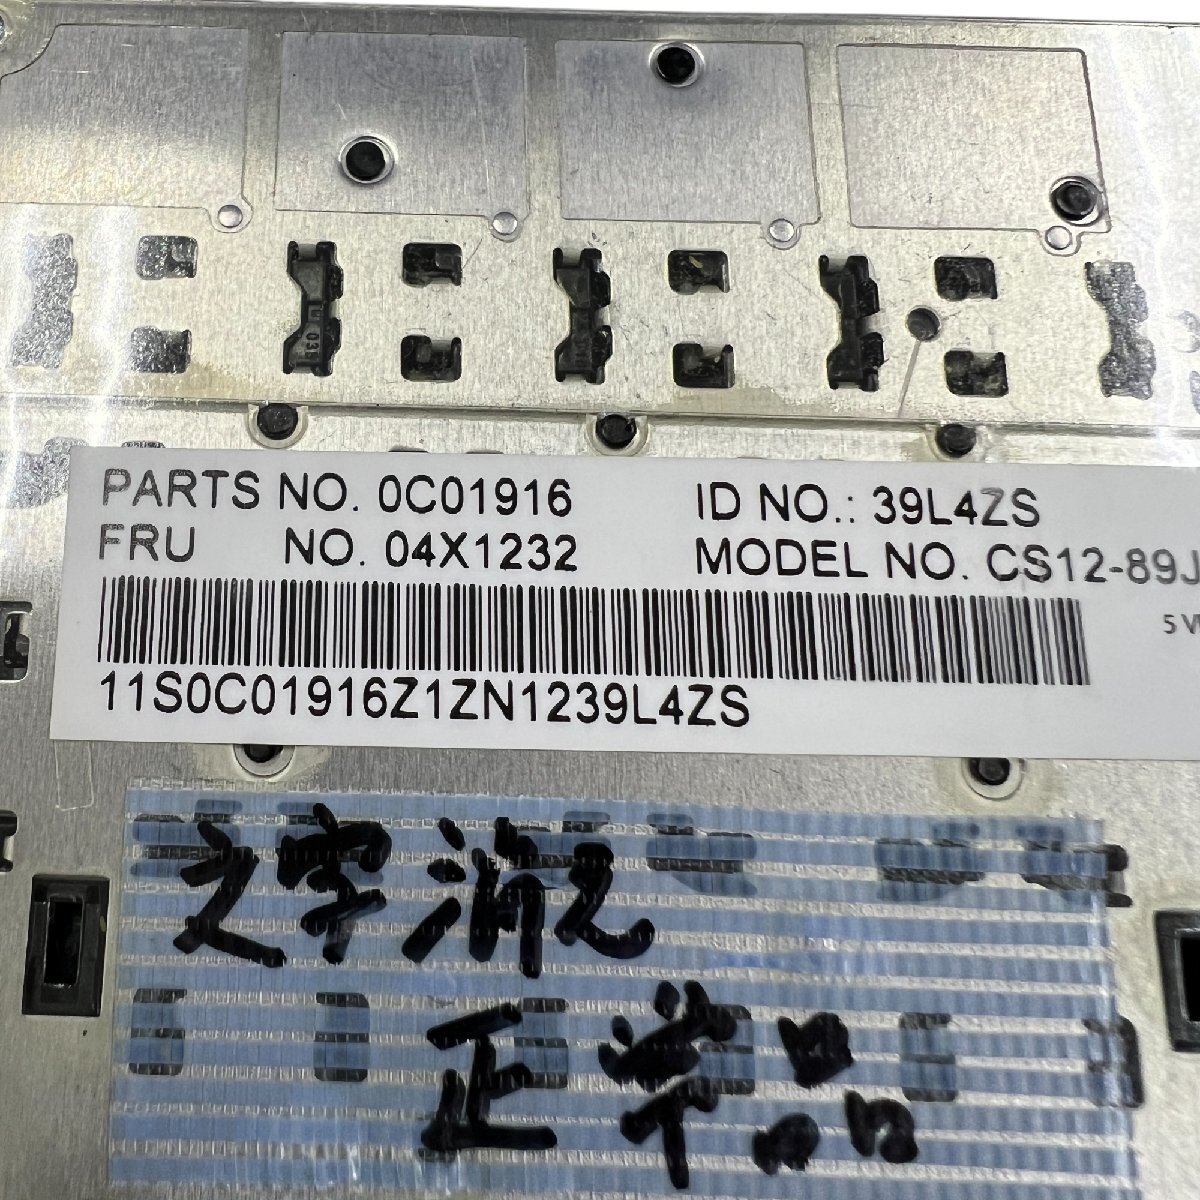 PARTS NO. 0C01916
FRU NO. 04X1232
ID NO.: 39L4ZS
MODEL NO. CS12-89J
11S0C01916Z1ZN1239L4ZS
文字消え
正常品